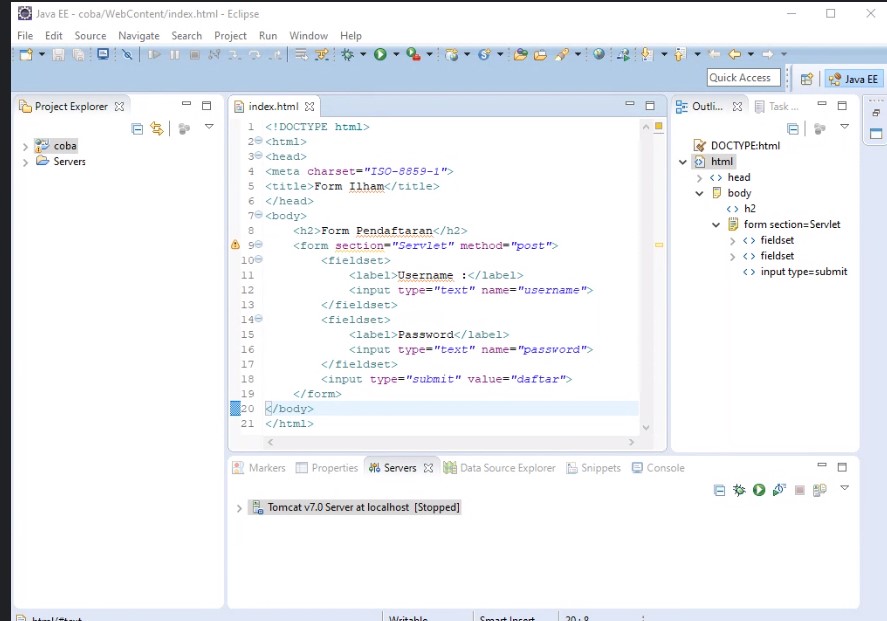 Java EE - coba/WebContent/index.html - Eclipse
File Edit Source Navigate Search Project Run Window Help
Quick Access
Java EE
Project Explorer
coba
Servers
index.html
1 <!DOCTYPE html>
2 <html>
3 <head>
4 <meta charset="ISO-8859-1">
5 <title>Form Ilham</title>
6 </head>
7 <body>
8 <h2>Form Pendaftaran</h2>
9 <form section="Servlet" method="post">
10 <fieldset>
11 <label>Username :</label>
12 <input type="text" name="username">
13 </fieldset>
14 <fieldset>
15 <label>Password</label>
16 <input type="text" name="password">
17 </fieldset>
18 <input type="submit" value="daftar">
19 </form>
20 </body>
21 </html>
Outli...
Task ...
DOCTYPE:html
html
head
body
h2
form section=Servlet
fieldset
fieldset
input type=submit
Markers Properties Servers Data Source Explorer Snippets Console
Tomcat v7.0 Server at localhost [Stopped]
html/#text Writable Smart Insert 20 : 8